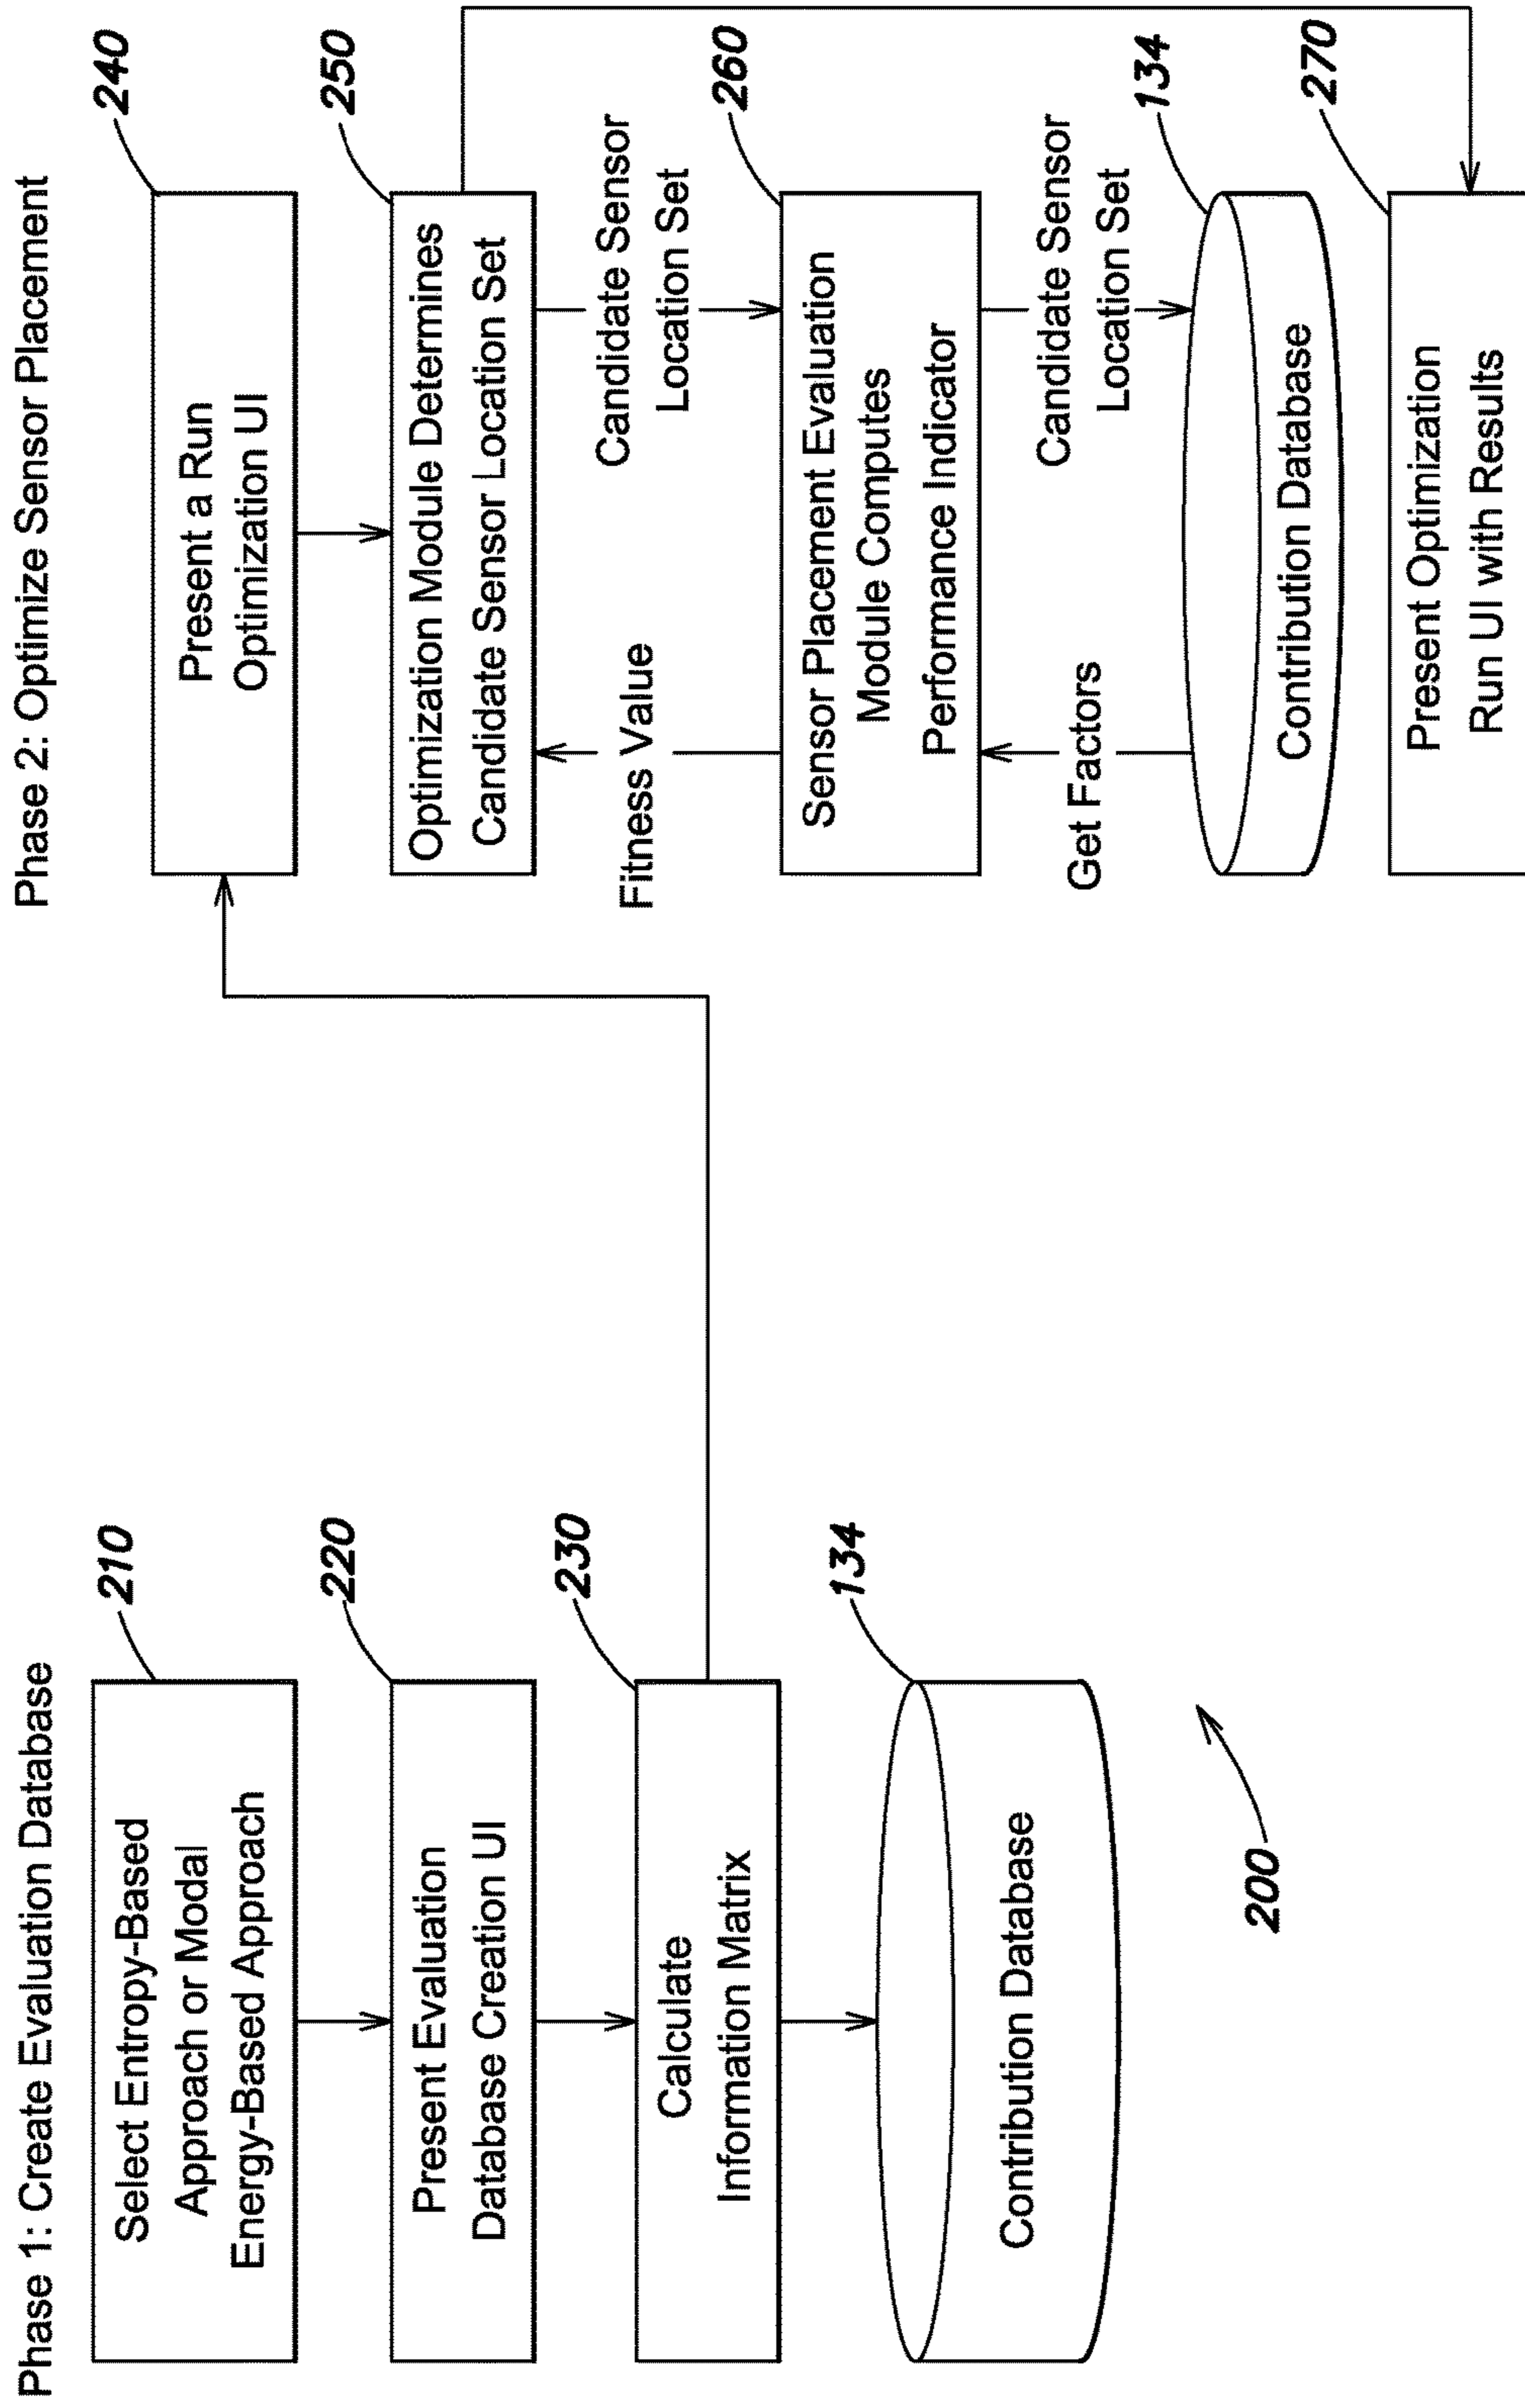 Phase 1: Create Evaluation Database
210
Select Entropy-Based
Approach or Modal
Energy-Based Approach
220
Present Evaluation
Database Creation UI
230
Calculate
Information Matrix
134
Contribution Database
200
Phase 2: Optimize Sensor Placement
240
Present a Run
Optimization UI
250
Optimization Module Determines
Candidate Sensor Location Set
Fitness Value
Candidate Sensor
Location Set
260
Sensor Placement Evaluation
Module Computes
Performance Indicator
Get Factors
Candidate Sensor
Location Set
134
Contribution Database
270
Present Optimization
Run UI with Results